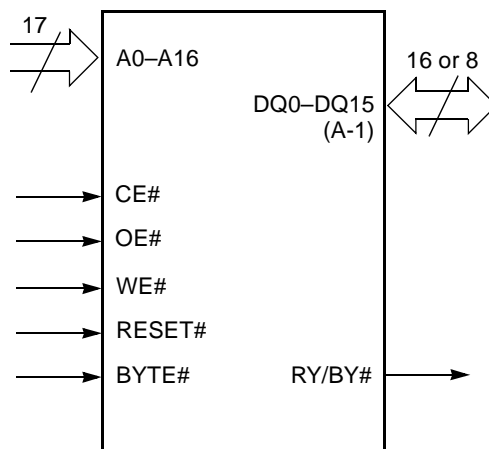 17
A0–A16
16 or 8
DQ0–DQ15
(A-1)
CE#
OE#
WE#
RESET#
BYTE#
RY/BY#